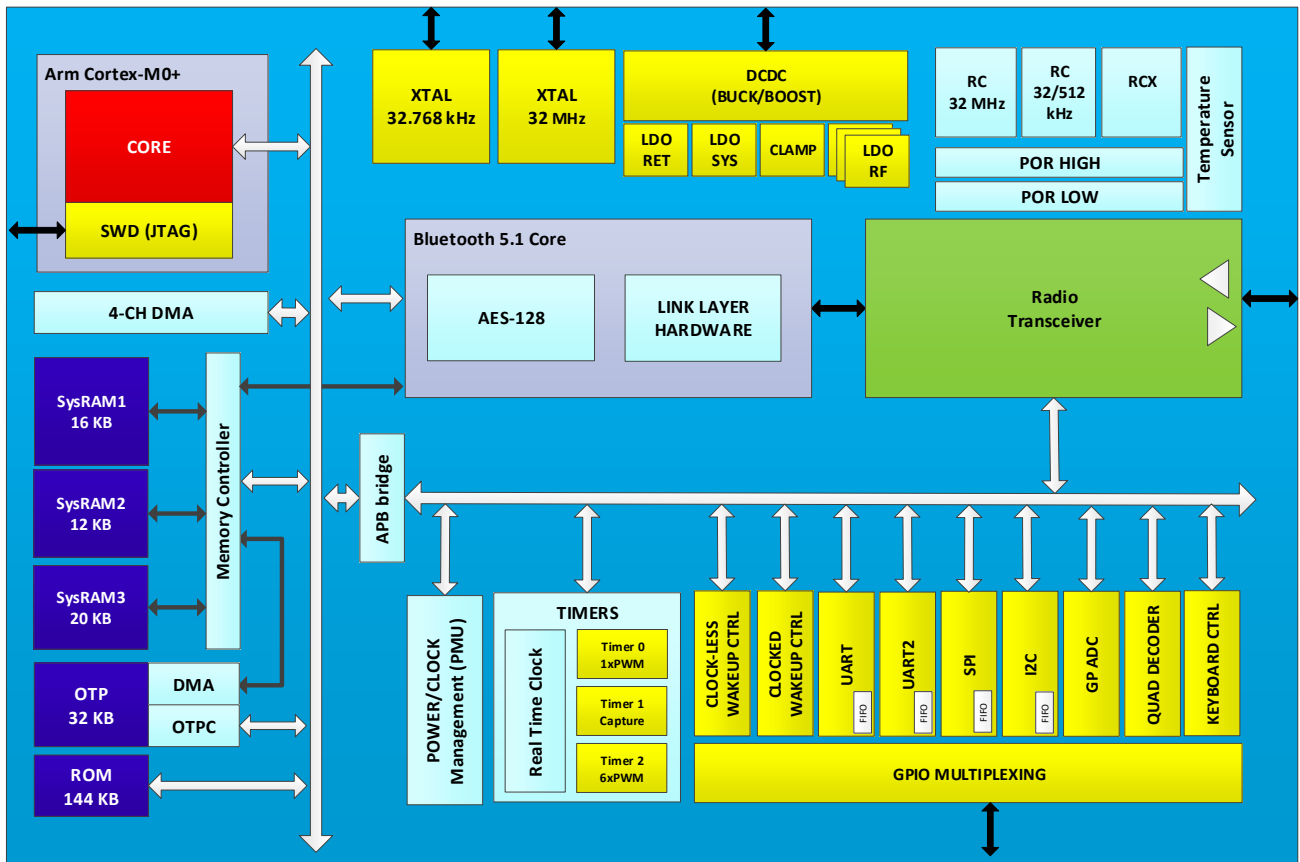 Arm Cortex-M0+
CORE
SWD (JTAG)
XTAL
32.768 kHz
XTAL
32 MHz
DCDC
(BUCK/BOOST)
LDO
RET
LDO
SYS
CLAMP
LDO
RF
RC
32 MHz
RC
32/512
kHz
RCX
POR HIGH
POR LOW
Temperature
Sensor
4-CH DMA
Bluetooth 5.1 Core
AES-128
LINK LAYER
HARDWARE
Radio
Transceiver
SysRAM1
16 KB
SysRAM2
12 KB
SysRAM3
20 KB
Memory Controller
OTP
32 KB
DMA
OTPC
ROM
144 KB
APB bridge
POWER/CLOCK
Management (PMU)
TIMERS
Real Time Clock
Timer 0
1xPWM
Timer 1
Capture
Timer 2
6xPWM
CLOCK-LESS
WAKEUP CTRL
CLOCKED
WAKEUP CTRL
UART
FIFO
UART2
FIFO
SPI
FIFO
I2C
FIFO
GP ADC
QUAD DECODER
KEYBOARD CTRL
GPIO MULTIPLEXING